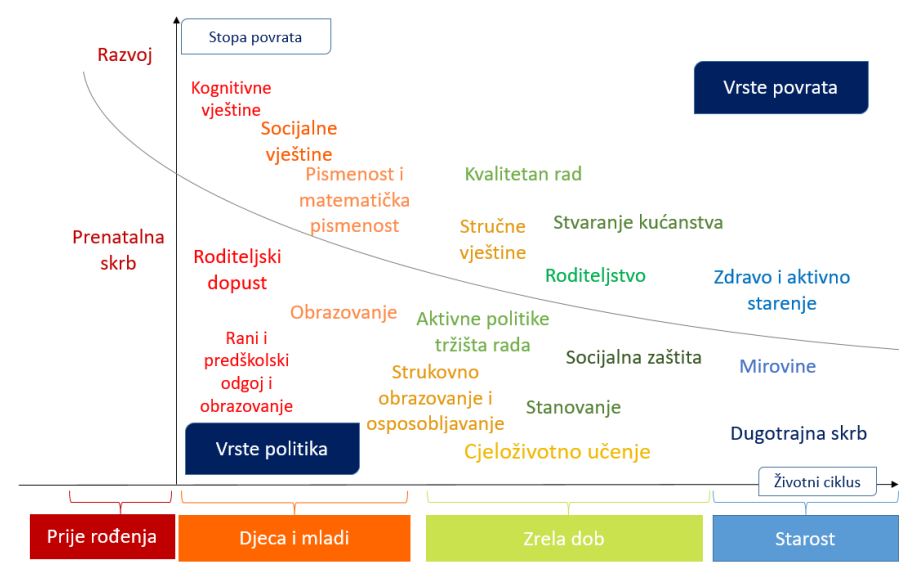 Stopa povrata
Razvoj
Vrste povrata
Kognitivne
vještine
Socijalne
vještine
Pismenost i
matematička
pismenost
Kvalitetan rad
Stručne
vještine
Stvaranje kućanstva
Prenatalna
skrb
Roditeljski
dopust
Roditeljstvo
Zdravo i aktivno
starenje
Obrazovanje
Aktivne politike
tržišta rada
Rani i
predškolski
odgoj i
obrazovanje
Socijalna zaštita
Mirovine
Strukovno
obrazovanje i
osposobljavanje
Stanovanje
Dugotrajna skrb
Vrste politika
Cjeloživotno učenje
Životni ciklus
Prije rođenja
Djeca i mladi
Zrela dob
Starost